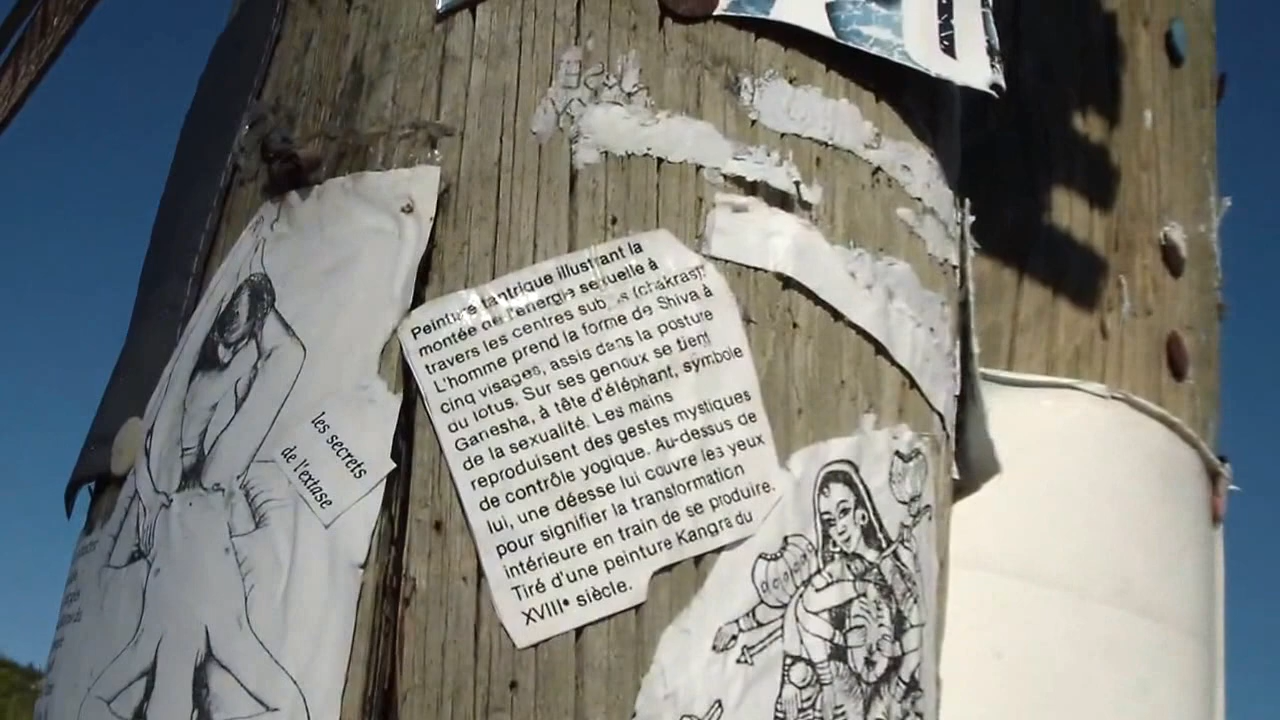 Peinture tantrique illustrant la
montée de l'énergie sexuelle à
travers les centres (chakras).
L'homme prend la forme de Shiva à
cinq visages, assis dans la posture
du lotus. Sur ses genoux se tient
Ganesha, à tête d'éléphant, symbole
de la sexualité. Les mains
reproduisent des gestes mystiques
de contrôle yogique. Au-dessus de
lui, une déesse lui couvre les yeux
pour signifier la transformation
intérieure en train de se produire.
Tiré d'une peinture Kangra du
XVIIIe siècle.
les secrets
de l'extase